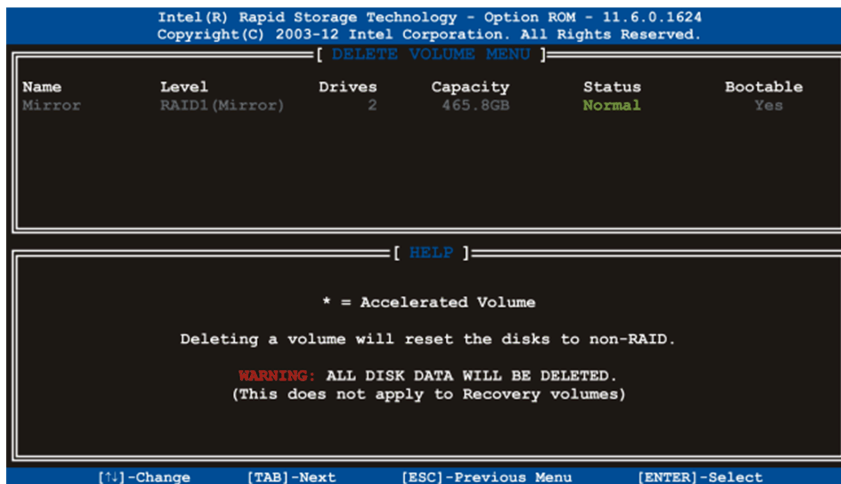 Intel(R) Rapid Storage Technology - Option ROM - 11.6.0.1624
Copyright(C) 2003-12 Intel Corporation. All Rights Reserved.
[ DELETE VOLUME MENU ]
Name Level Drives Capacity Status Bootable
Mirror RAID1(Mirror) 2 465.8GB Normal Yes
[ HELP ]
* = Accelerated Volume
Deleting a volume will reset the disks to non-RAID.
WARNING: ALL DISK DATA WILL BE DELETED.
(This does not apply to Recovery volumes)
[↑↓]-Change [TAB]-Next [ESC]-Previous Menu [ENTER]-Select